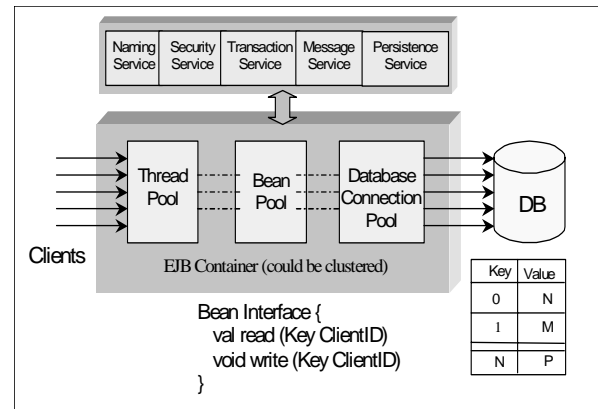 Naming Service
Security Service
Transaction Service
Message Service
Persistence Service
Thread Pool
Bean Pool
Database Connection Pool
DB
Clients
EJB Container (could be clustered)
Key Value
0 N
1 M
N P
Bean Interface {
val read (Key ClientID)
void write (Key ClientID)
}